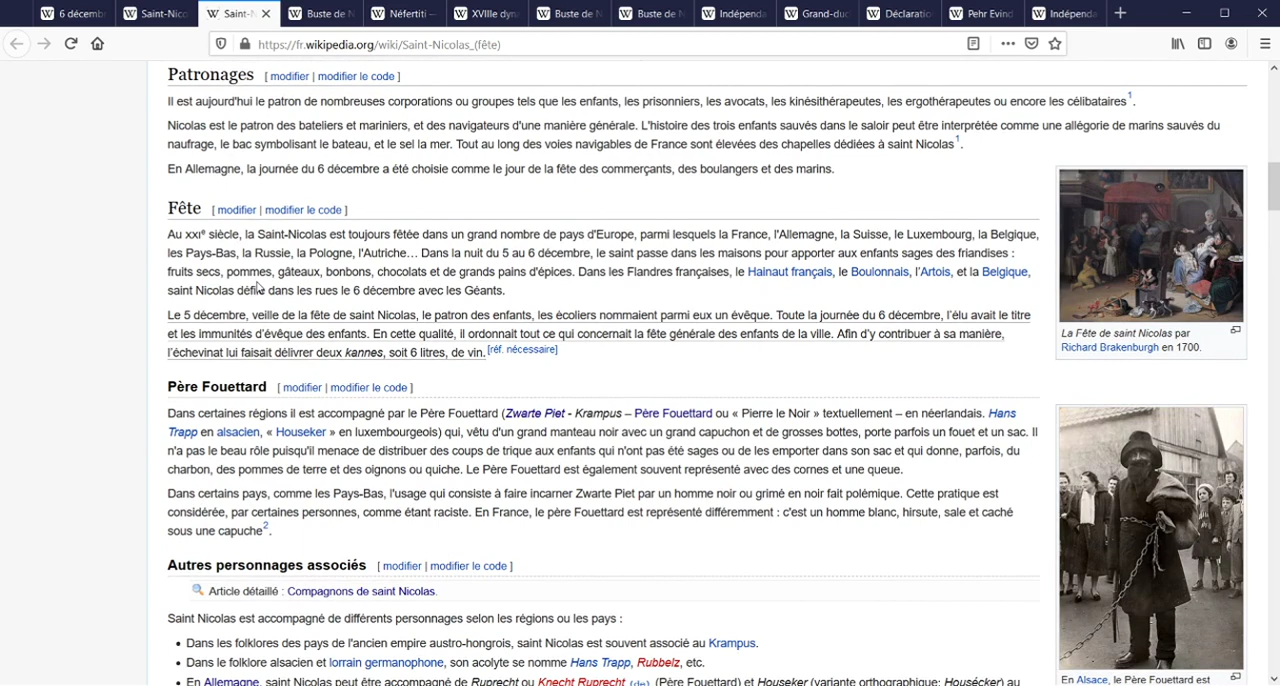 6 décemb
Saint-Nico
Saint-N
Buste de N
Néfertiti —
XVIIIe dyn
Buste de
Buste de N
Indépenda
Grand-duc
Déclaratio
Pehr Evind
Indépenda
https://fr.wikipedia.org/wiki/Saint-Nicolas_(fête)
Patronages [ modifier | modifier le code ]
Il est aujourd'hui le patron de nombreuses corporations ou groupes tels que les enfants, les prisonniers, les avocats, les kinésithérapeutes, les ergothérapeutes ou encore les célibataires1.
Nicolas est le patron des bateliers et mariniers, et des navigateurs d'une manière générale. L'histoire des trois enfants sauvés dans le saloir peut être interprétée comme une allégorie de marins sauvés du
naufrage, le bac symbolisant le bateau, et le sel la mer. Tout au long des voies navigables de France sont élevées des chapelles dédiées à saint Nicolas1.
En Allemagne, la journée du 6 décembre a été choisie comme le jour de la fête des commerçants, des boulangers et des marins.
Fête [ modifier | modifier le code ]
Au XXIe siècle, la Saint-Nicolas est toujours fêtée dans un grand nombre de pays d'Europe, parmi lesquels la France, l'Allemagne, la Suisse, le Luxembourg, la Belgique,
les Pays-Bas, la Russie, la Pologne, l'Autriche… Dans la nuit du 5 au 6 décembre, le saint passe dans les maisons pour apporter aux enfants sages des friandises :
fruits secs, pommes, gâteaux, bonbons, chocolats et de grands pains d'épices. Dans les Flandres françaises, le Hainaut français, le Boulonnais, l'Artois, et la Belgique,
saint Nicolas défile dans les rues le 6 décembre avec les Géants.
Le 5 décembre, veille de la fête de saint Nicolas, le patron des enfants, les écoliers nommaient parmi eux un évêque. Toute la journée du 6 décembre, l'élu avait le titre
et les immunités d'évêque des enfants. En cette qualité, il ordonnait tout ce qui concernait la fête générale des enfants de la ville. Afin d'y contribuer à sa manière,
l'échevinat lui faisait délivrer deux kannes, soit 6 litres, de vin.[réf. nécessaire]
La Fête de saint Nicolas par
Richard Brakenburgh en 1700.
Père Fouettard [ modifier | modifier le code ]
Dans certaines régions il est accompagné par le Père Fouettard (Zwarte Piet - Krampus – Père Fouettard ou « Pierre le Noir » textuellement – en néerlandais. Hans
Trapp en alsacien, « Houseker » en luxembourgeois) qui, vêtu d'un grand manteau noir avec un grand capuchon et de grosses bottes, porte parfois un fouet et un sac. Il
n'a pas le beau rôle puisqu'il menace de distribuer des coups de trique aux enfants qui n'ont pas été sages ou de les emporter dans son sac et qui donne, parfois, du
charbon, des pommes de terre et des oignons ou quiche. Le Père Fouettard est également souvent représenté avec des cornes et une queue.
Dans certains pays, comme les Pays-Bas, l'usage qui consiste à faire incarner Zwarte Piet par un homme noir ou grimé en noir fait polémique. Cette pratique est
considérée, par certaines personnes, comme étant raciste. En France, le père Fouettard est représenté différemment : c'est un homme blanc, hirsute, sale et caché
sous une capuche2.
Autres personnages associés [ modifier | modifier le code ]
Article détaillé : Compagnons de saint Nicolas.
Saint Nicolas est accompagné de différents personnages selon les régions ou les pays :
• Dans les folklores des pays de l'ancien empire austro-hongrois, saint Nicolas est souvent associé au Krampus.
• Dans le folklore alsacien et lorrain germanophone, son acolyte se nomme Hans Trapp, Rubbelz, etc.
• En Allemagne, saint Nicolas peut être accompagné de Ruprecht ou Knecht Ruprecht (de) (Père Fouettard) et Houseker (variante orthographique: Housécker) au
En Alsace, le Père Fouettard est